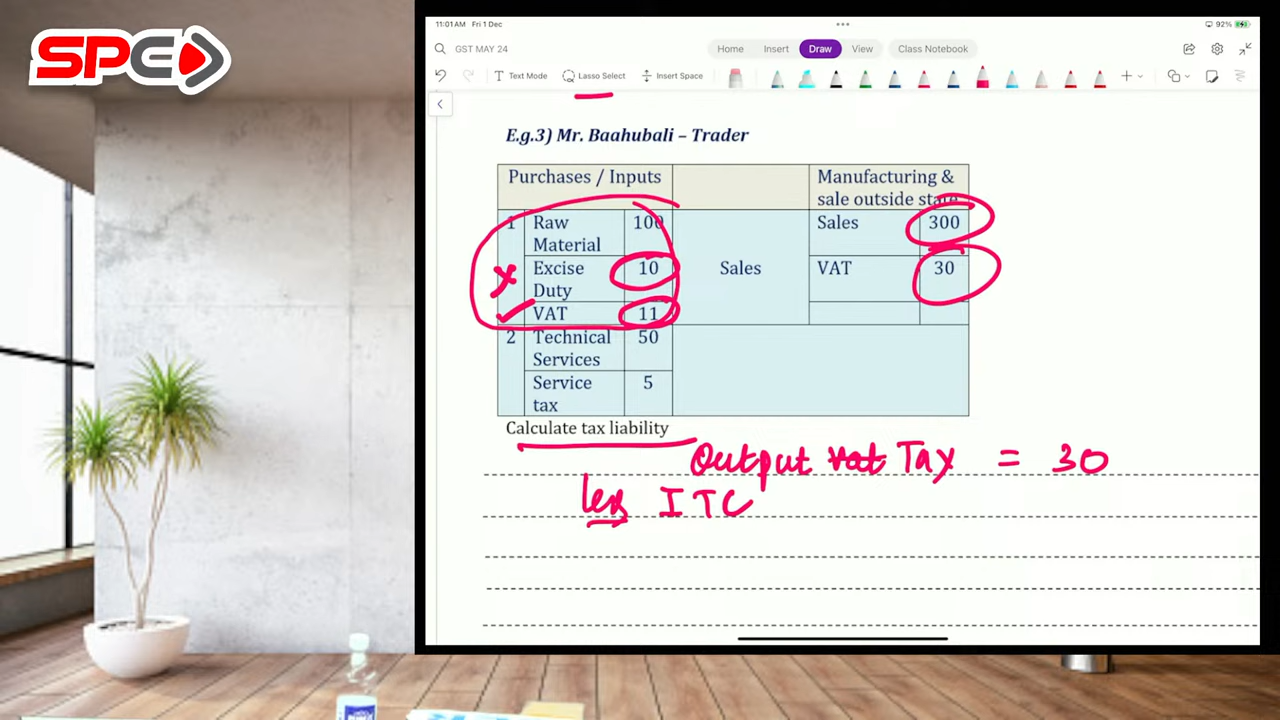 SPED
11:01AM Fri 1 Dec
92%
GST MAY 24
Home Insert Draw View Class Notebook
Text Mode Lasso Select Insert Space
E.g.3) Mr. Baahubali – Trader
Purchases / Inputs
Manufacturing & sale outside state
1 Raw Material 100
Sales 300
Excise Duty 10
Sales
VAT 30
VAT 11
2 Technical Services 50
Service tax 5
Calculate tax liability
Output vat Tax = 30
less ITC